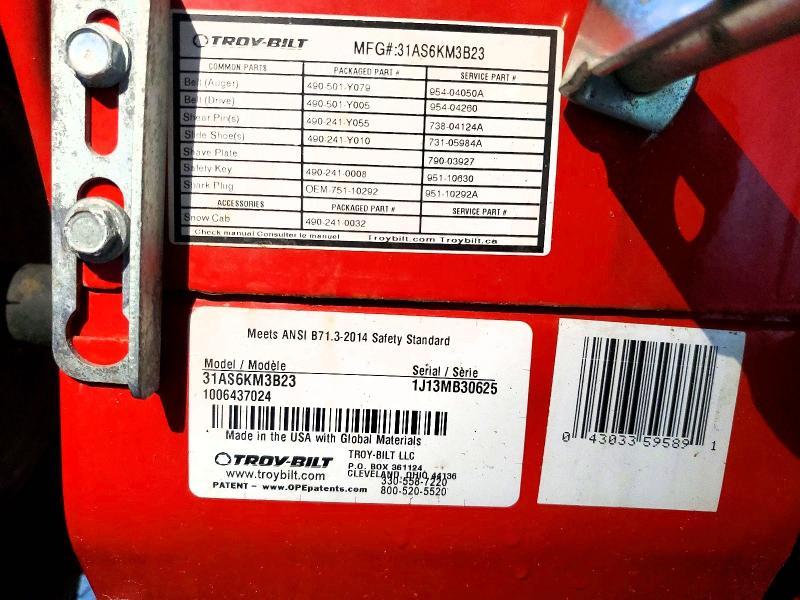 TROY-BILT MFG#:31AS6KM3B23
COMMON PARTS PACKAGED PART # SERVICE PART #
Belt (Auger) 490-501-Y079 954-04050A
Belt (Drive) 490-501-Y005 954-04260
Shear Pin(s) 490-241-Y055 738-04124A
Slide Shoe(s) 490-241-Y010 731-05984A
Shave Plate 790-03927
Safety Key 490-241-0008 951-10630
Spark Plug OEM-751-10292 951-10292A
ACCESSORIES PACKAGED PART # SERVICE PART #
Snow Cab 490-241-0032
Check manual Consulter le manuel Troybilt.com Troybilt.ca
Meets ANSI B71.3-2014 Safety Standard
Model / Modèle Serial / Série
31AS6KM3B23 1J13MB30625
1006437024
Made in the USA with Global Materials
TROY-BILT TROY-BILT LLC
P.O. BOX 361124
www.troybilt.com CLEVELAND, OHIO 44136
330-558-7220
PATENT - www.OPEpatents.com 800-520-5520
0 43033 59589 1